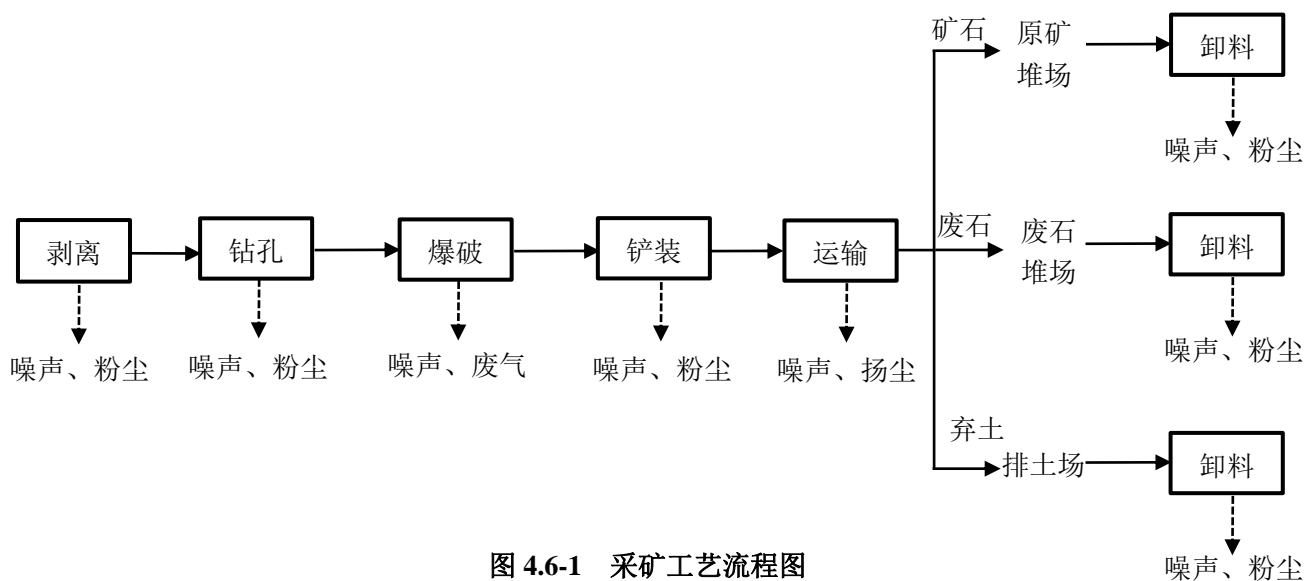 矿石
原矿
堆场
卸料
噪声、粉尘
剥离
钻孔
爆破
铲装
运输
废石
废石
堆场
卸料
噪声、粉尘
噪声、粉尘
噪声、废气
噪声、粉尘
噪声、扬尘
噪声、粉尘
弃土
排土场
卸料
噪声、粉尘
图 4.6-1 采矿工艺流程图